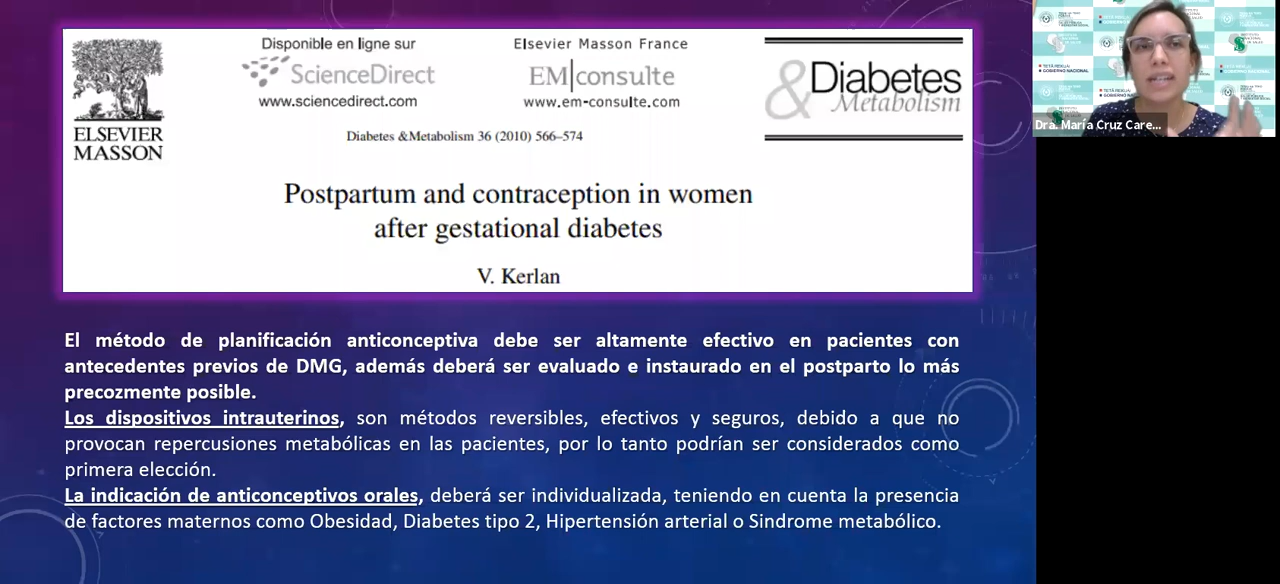 ELSEVIER
MASSON
Disponible en ligne sur
ScienceDirect
www.sciencedirect.com
Elsevier Masson France
EM|consulte
www.em-consulte.com
& Diabetes
Metabolism
Diabetes &Metabolism 36 (2010) 566–574
Postpartum and contraception in women
after gestational diabetes
V. Kerlan
El método de planificación anticonceptiva debe ser altamente efectivo en pacientes con
antecedentes previos de DMG, además deberá ser evaluado e instaurado en el postparto lo más
precozmente posible.
Los dispositivos intrauterinos, son métodos reversibles, efectivos y seguros, debido a que no
provocan repercusiones metabólicas en las pacientes, por lo tanto podrían ser considerados como
primera elección.
La indicación de anticonceptivos orales, deberá ser individualizada, teniendo en cuenta la presencia
de factores maternos como Obesidad, Diabetes tipo 2, Hipertensión arterial o Sindrome metabólico.
Dra. María Cruz Care...